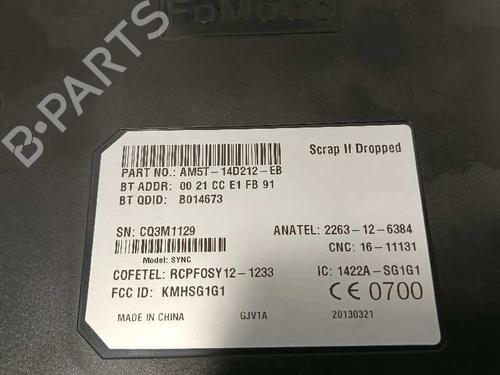 FoMoCo
B-PARTS
Scrap If Dropped
PART NO.: AM5T-14D212-EB
BT ADDR: 00 21 CC E1 FB 91
BT QDID: B014673
SN: CQ3M1129
ANATEL: 2263-12-6384
Model: SYNC
CNC: 16-11131
COFETEL: RCPFOSY12-1233
IC: 1422A-SG1G1
FCC ID: KMHSG1G1
CE 0700
MADE IN CHINA
GJV1A
20130321